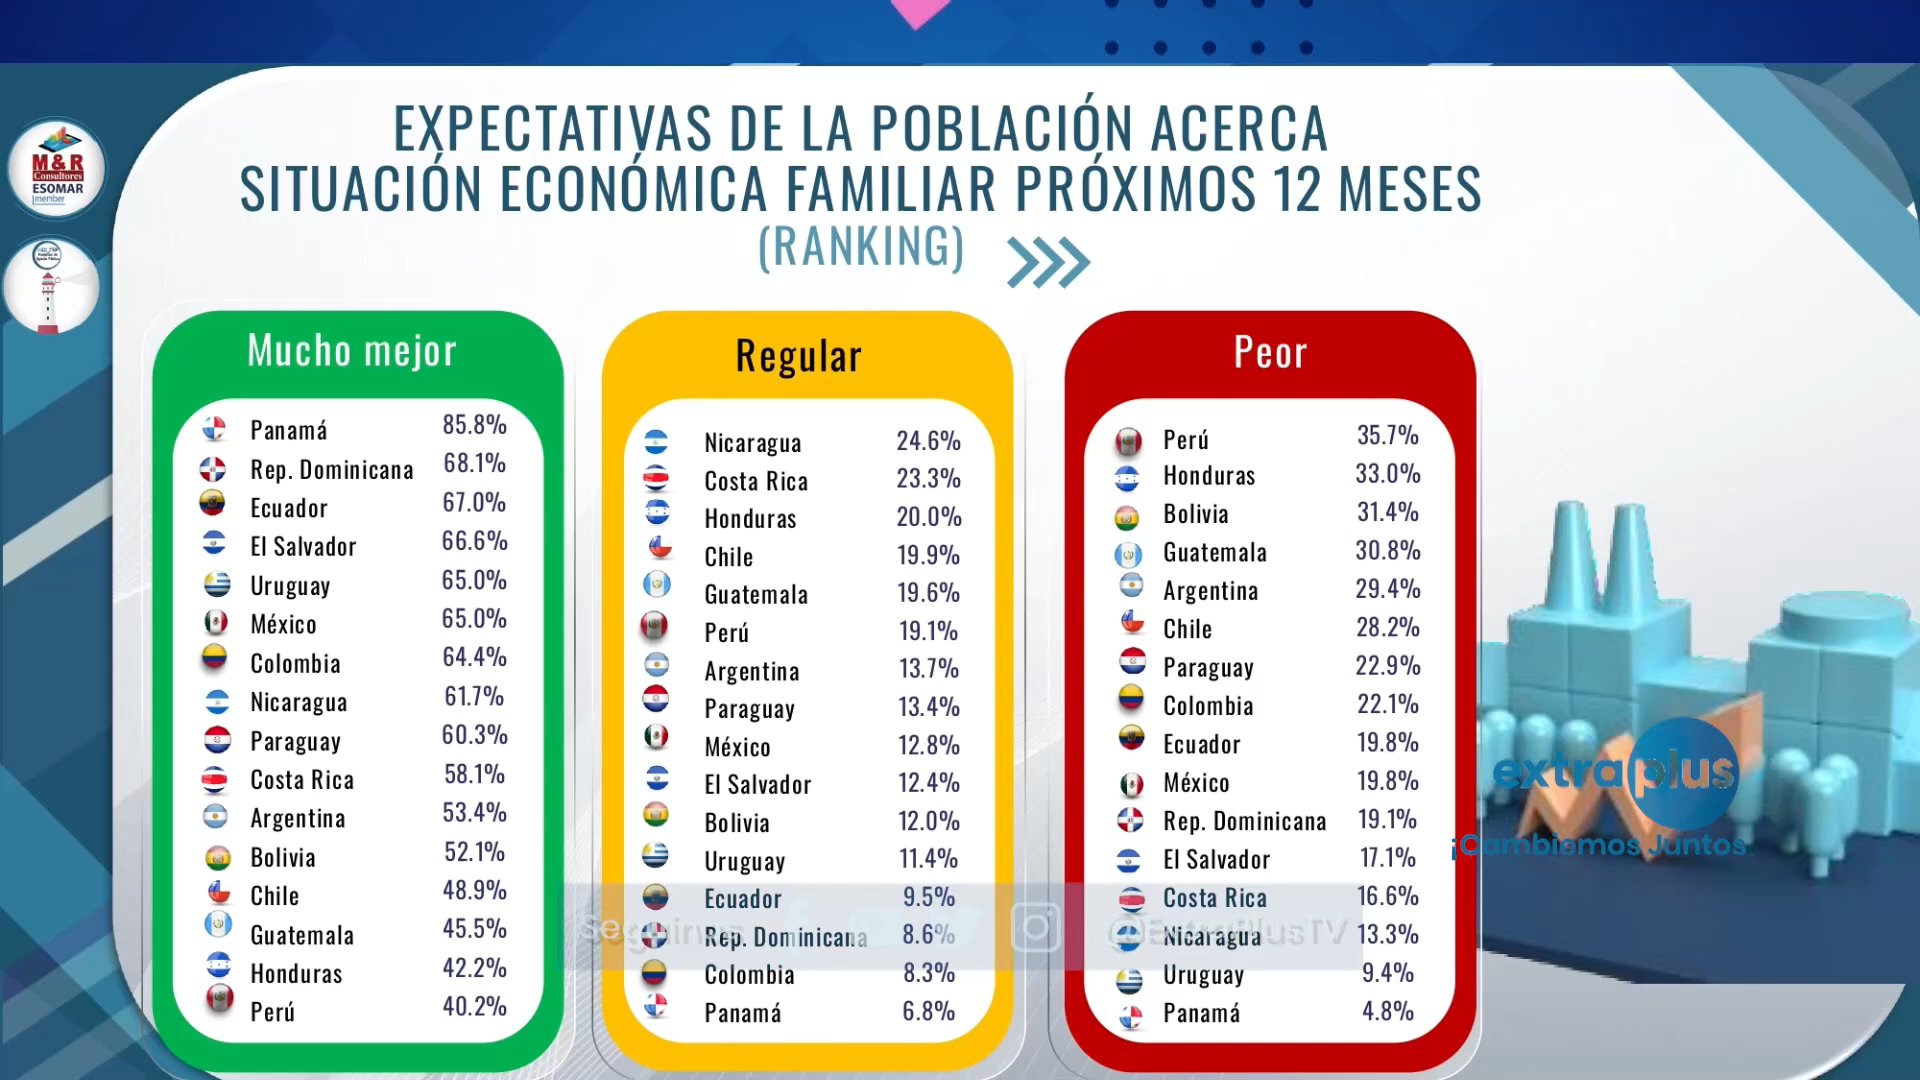 EXPECTATIVAS DE LA POBLACIÓN ACERCA
SITUACIÓN ECONÓMICA FAMILIAR PRÓXIMOS 12 MESES
(RANKING)
M&R
Consultores
ESOMAR
member
Mucho mejor
Panamá 85.8%
Rep. Dominicana 68.1%
Ecuador 67.0%
El Salvador 66.6%
Uruguay 65.0%
México 65.0%
Colombia 64.4%
Nicaragua 61.7%
Paraguay 60.3%
Costa Rica 58.1%
Argentina 53.4%
Bolivia 52.1%
Chile 48.9%
Guatemala 45.5%
Honduras 42.2%
Perú 40.2%
Regular
Nicaragua 24.6%
Costa Rica 23.3%
Honduras 20.0%
Chile 19.9%
Guatemala 19.6%
Perú 19.1%
Argentina 13.7%
Paraguay 13.4%
México 12.8%
El Salvador 12.4%
Bolivia 12.0%
Uruguay 11.4%
Ecuador 9.5%
Rep. Dominicana 8.6%
Colombia 8.3%
Panamá 6.8%
Peor
Perú 35.7%
Honduras 33.0%
Bolivia 31.4%
Guatemala 30.8%
Argentina 29.4%
Chile 28.2%
Paraguay 22.9%
Colombia 22.1%
Ecuador 19.8%
México 19.8%
Rep. Dominicana 19.1%
El Salvador 17.1%
Costa Rica 16.6%
Nicaragua 13.3%
Uruguay 9.4%
Panamá 4.8%
extraplus
¡Cambiemos Juntos
@ExtraPlusTV